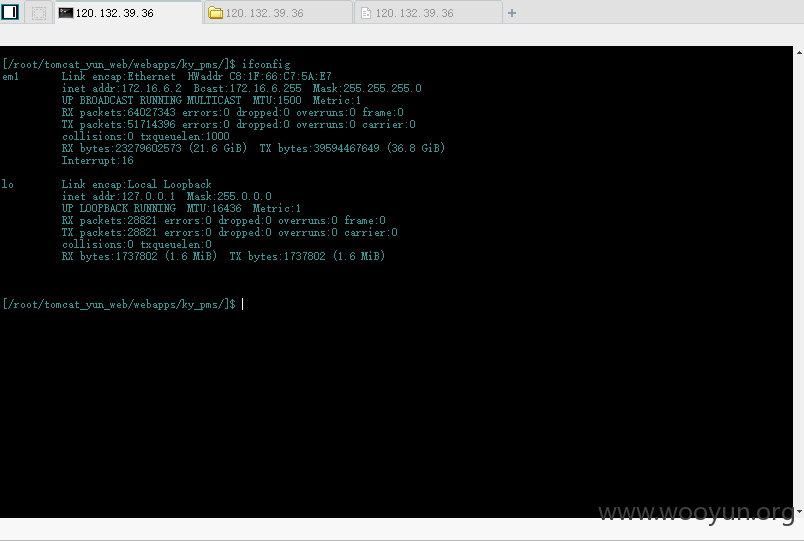 120.132.39.36 120.132.39.36 120.132.39.36
[/root/tomcat_yun_web/webapps/ky_pms/]$ ifconfig
em1 Link encap:Ethernet HWaddr C8:1F:66:C7:5A:E7
inet addr:172.16.6.2 Bcast:172.16.6.255 Mask:255.255.255.0
UP BROADCAST RUNNING MULTICAST MTU:1500 Metric:1
RX packets:64027343 errors:0 dropped:0 overruns:0 frame:0
TX packets:51714396 errors:0 dropped:0 overruns:0 carrier:0
collisions:0 txqueuelen:1000
RX bytes:23279602573 (21.6 GiB) TX bytes:39594467649 (36.8 GiB)
Interrupt:16
lo Link encap:Local Loopback
inet addr:127.0.0.1 Mask:255.0.0.0
UP LOOPBACK RUNNING MTU:16436 Metric:1
RX packets:28821 errors:0 dropped:0 overruns:0 frame:0
TX packets:28821 errors:0 dropped:0 overruns:0 carrier:0
collisions:0 txqueuelen:0
RX bytes:1737802 (1.6 MiB) TX bytes:1737802 (1.6 MiB)
[/root/tomcat_yun_web/webapps/ky_pms/]$
www.wooyun.org